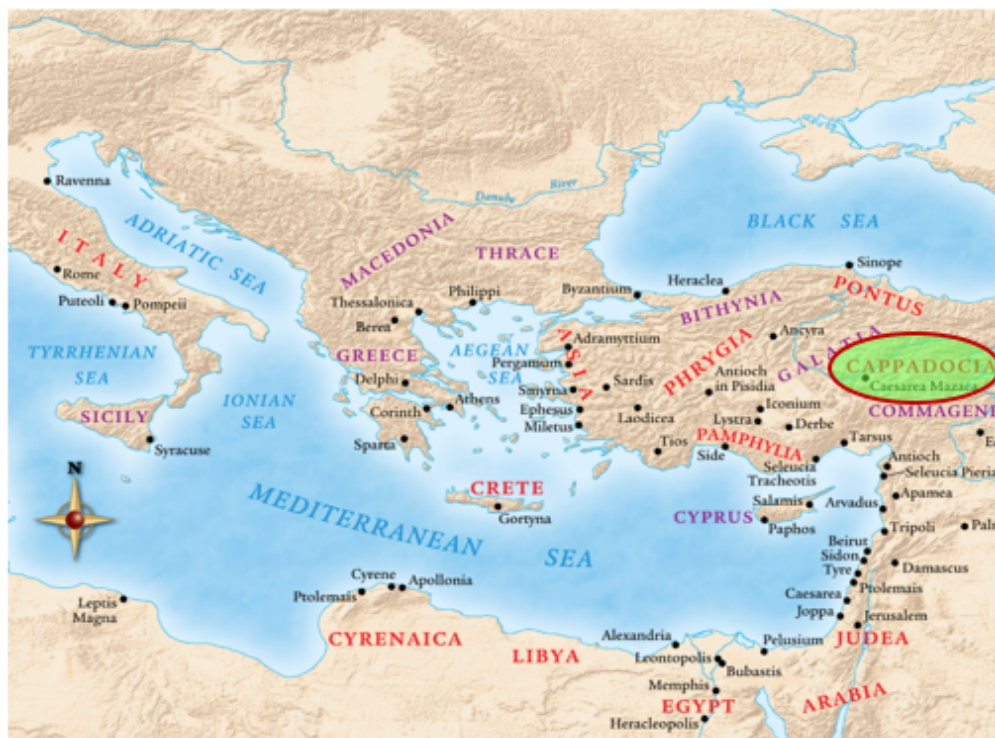 Ravenna
ADRIATIC SEA
ITALY
Rome
Puteoli
Pompeii
TYRRHENIAN
SEA
SICILY
Syracuse
IONIAN
SEA
MACEDONIA
THRACE
Danube River
BLACK SEA
Sinope
Heraclea
Byzantium
Philippi
Thessalonica
Berea
GREECE
Delphi
Corinth
Athens
Sparta
AEGEAN
SEA
ASIA
Adramyttium
Pergamum
Smyrna
Sardis
Ephesus
Miletus
Laodicea
PHRYGIA
Antioch
in Pisidia
BITHYNIA
PONTUS
Ancyra
GALATIA
CAPPADOCIA
Caesarea Mazaca
COMMAGENE
Iconium
Lystra
Derbe
Tarsus
PAMPHYLIA
Tios
Side
Seleucia
Tracheotis
Antioch
Seleucia Pieria
Apamea
Arvadus
Salamis
CYPRUS
Paphos
Tripoli
Palm
Beirut
Sidon
Tyre
Damascus
Ptolemais
Caesarea
Joppa
Jerusalem
JUDEA
N
MEDITERRANEAN
SEA
CRETE
Gortyna
Leptis
Magna
Cyrene
Apollonia
Ptolemais
CYRENAICA
LIBYA
Alexandria
Pelusium
Leontopolis
Bubastis
Memphis
EGYPT
Heracleopolis
ARABIA